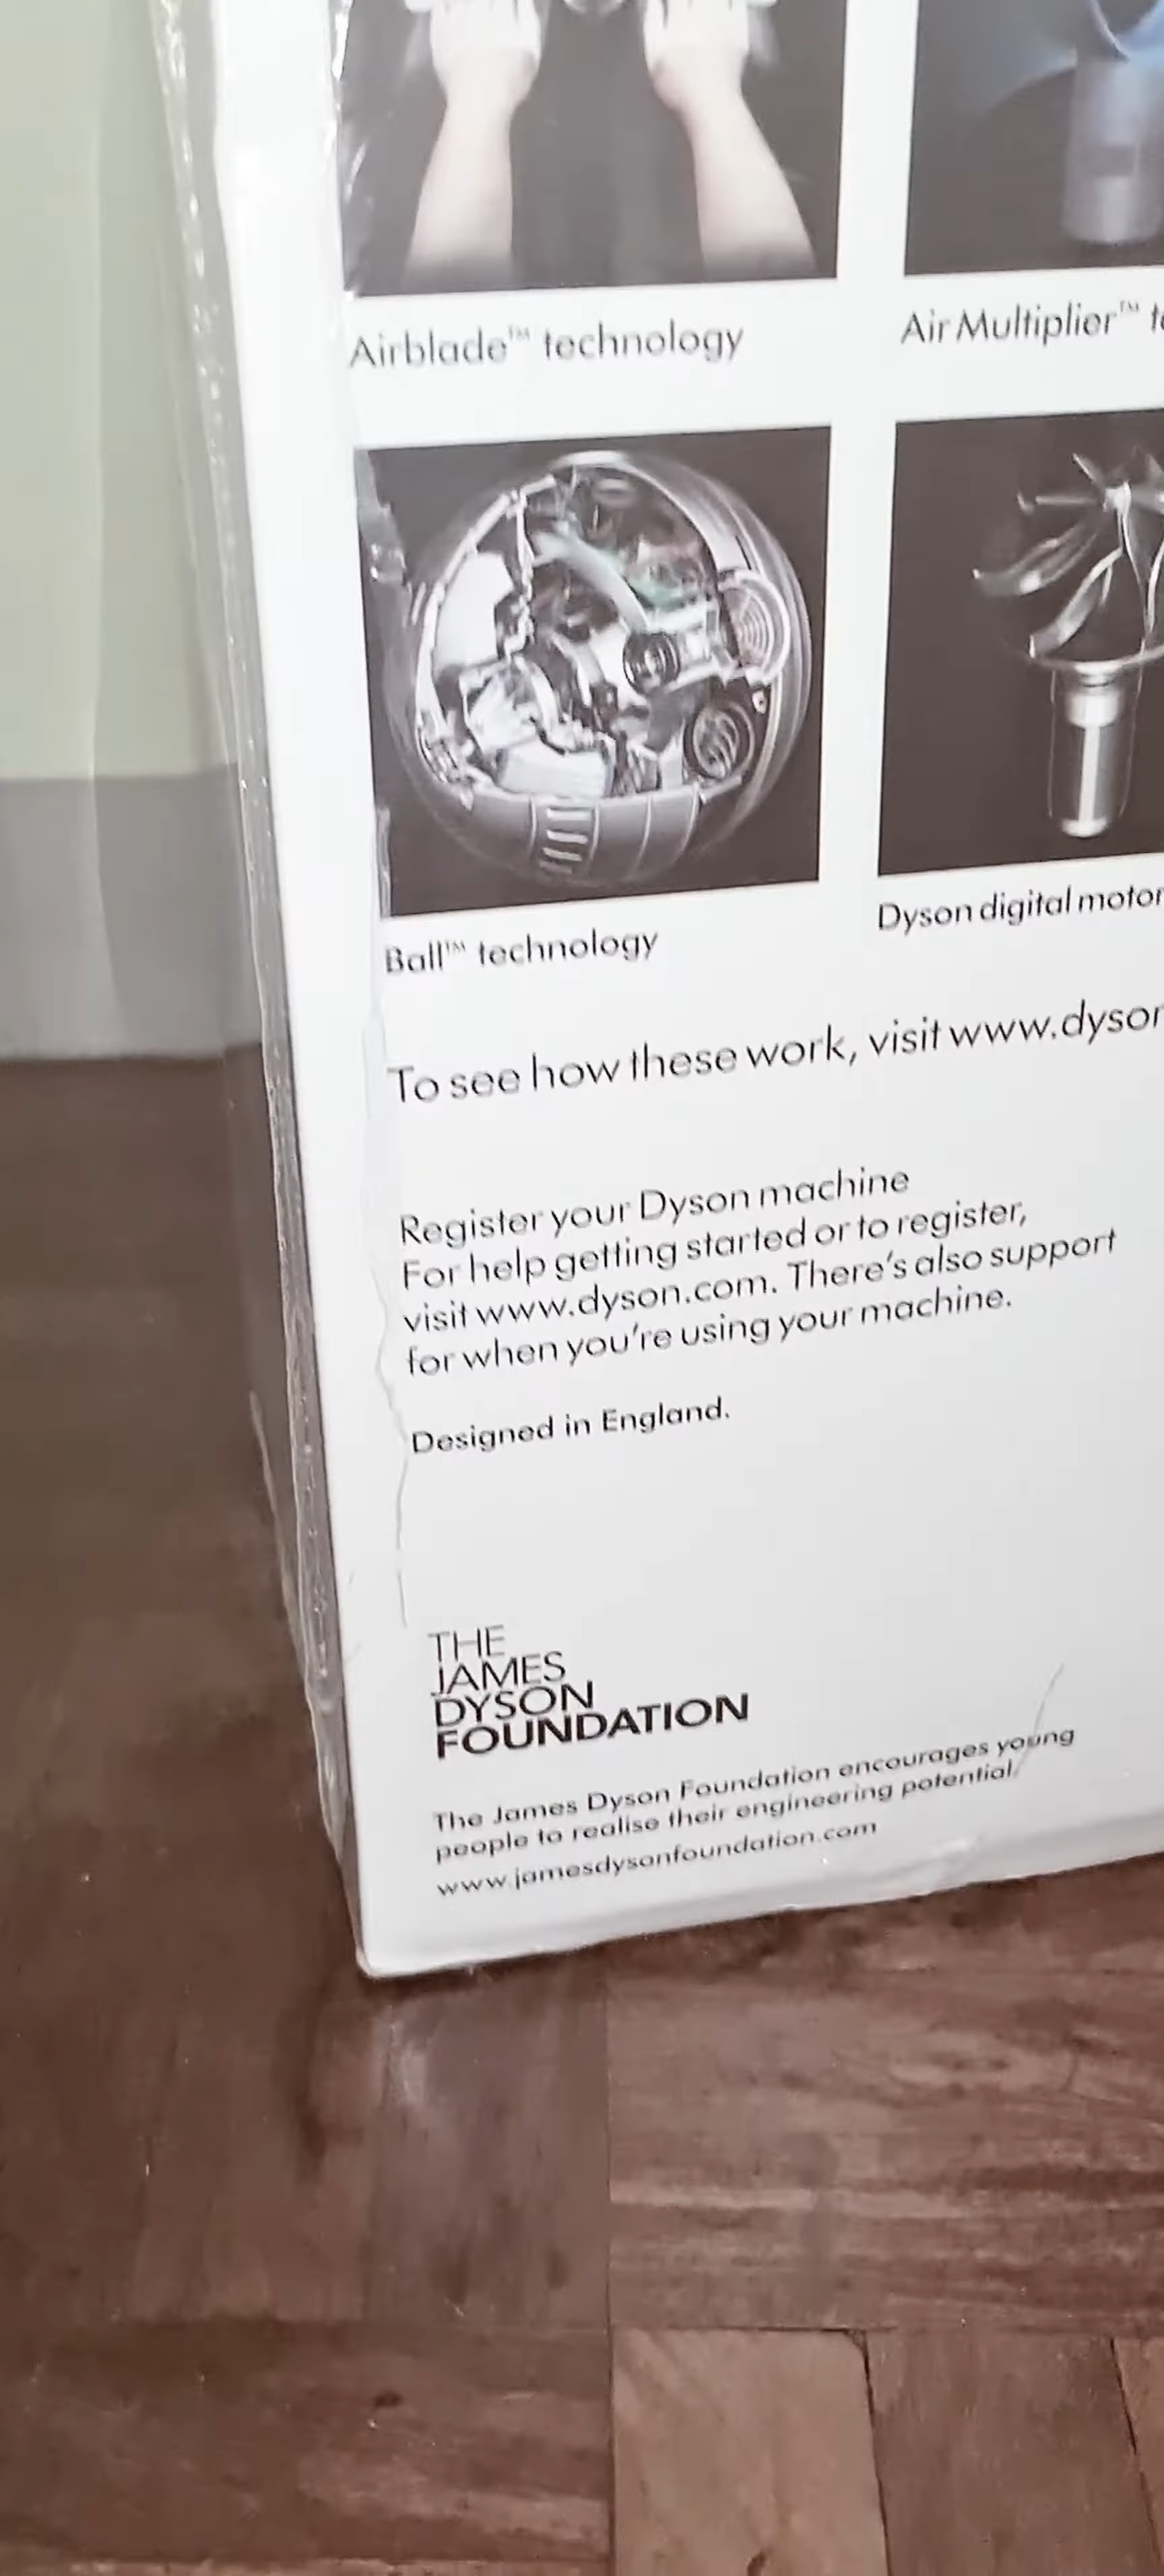 Airblade™ technology
Air Multiplier™
Ball™ technology
Dyson digital motor
To see how these work, visit www.dyson
Register your Dyson machine
For help getting started or to register,
visit www.dyson.com. There's also support
for when you're using your machine.
Designed in England.
THE
JAMES
DYSON
FOUNDATION
The James Dyson Foundation encourages young
people to realise their engineering potential.
www.jamesdysonfoundation.com